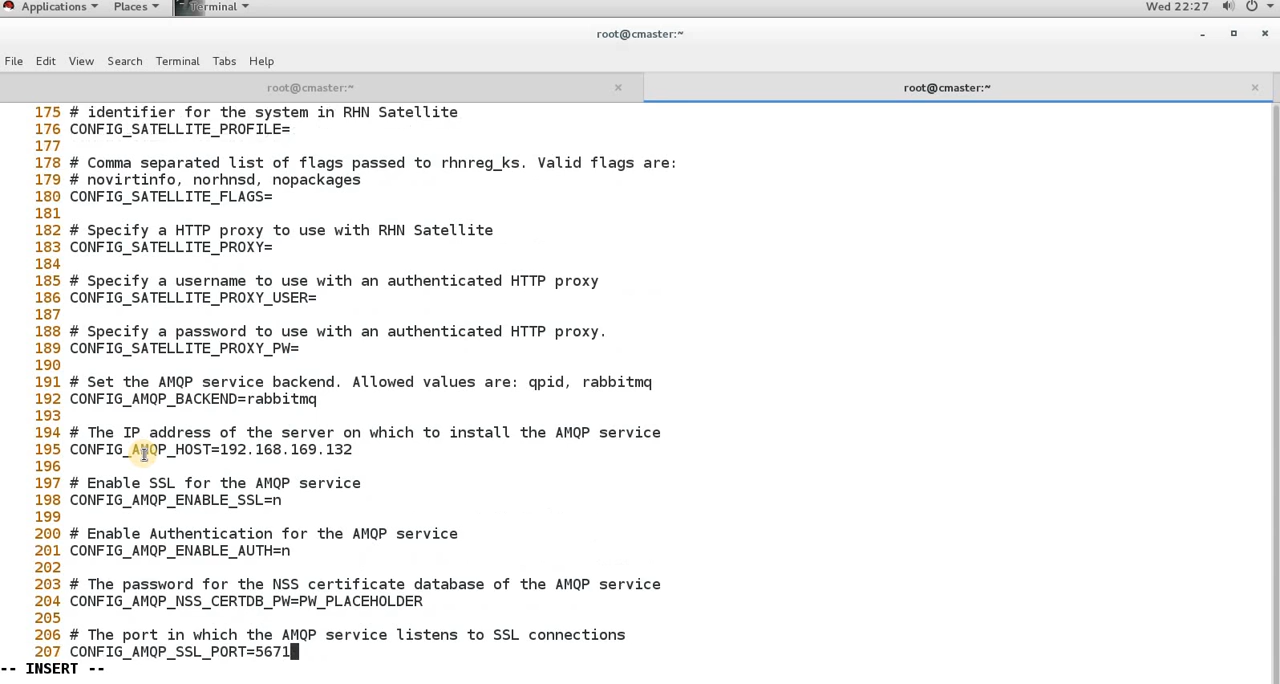 Applications Places Terminal Wed 22:27
root@cmaster:~
File Edit View Search Terminal Tabs Help
root@cmaster:~ × root@cmaster:~ ×
175 # identifier for the system in RHN Satellite
176 CONFIG_SATELLITE_PROFILE=
177
178 # Comma separated list of flags passed to rhnreg_ks. Valid flags are:
179 # novirtinfo, norhnsd, nopackages
180 CONFIG_SATELLITE_FLAGS=
181
182 # Specify a HTTP proxy to use with RHN Satellite
183 CONFIG_SATELLITE_PROXY=
184
185 # Specify a username to use with an authenticated HTTP proxy
186 CONFIG_SATELLITE_PROXY_USER=
187
188 # Specify a password to use with an authenticated HTTP proxy.
189 CONFIG_SATELLITE_PROXY_PW=
190
191 # Set the AMQP service backend. Allowed values are: qpid, rabbitmq
192 CONFIG_AMQP_BACKEND=rabbitmq
193
194 # The IP address of the server on which to install the AMQP service
195 CONFIG_AMQP_HOST=192.168.169.132
196
197 # Enable SSL for the AMQP service
198 CONFIG_AMQP_ENABLE_SSL=n
199
200 # Enable Authentication for the AMQP service
201 CONFIG_AMQP_ENABLE_AUTH=n
202
203 # The password for the NSS certificate database of the AMQP service
204 CONFIG_AMQP_NSS_CERTDB_PW=PW_PLACEHOLDER
205
206 # The port in which the AMQP service listens to SSL connections
207 CONFIG_AMQP_SSL_PORT=5671
-- INSERT --